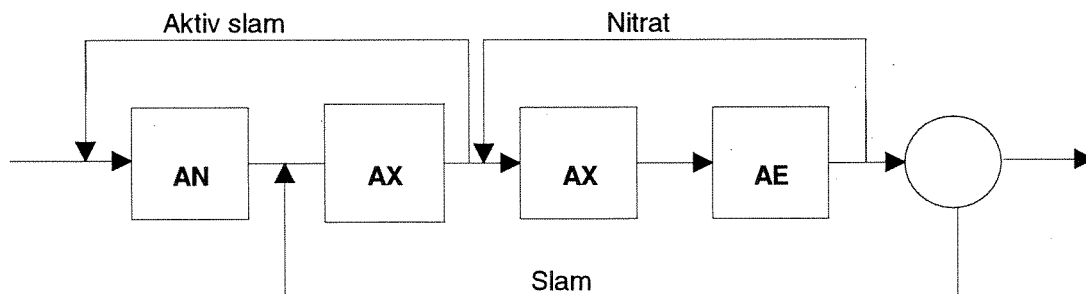 Aktiv slam
Nitrat
AN
AX
AX
AE
Slam